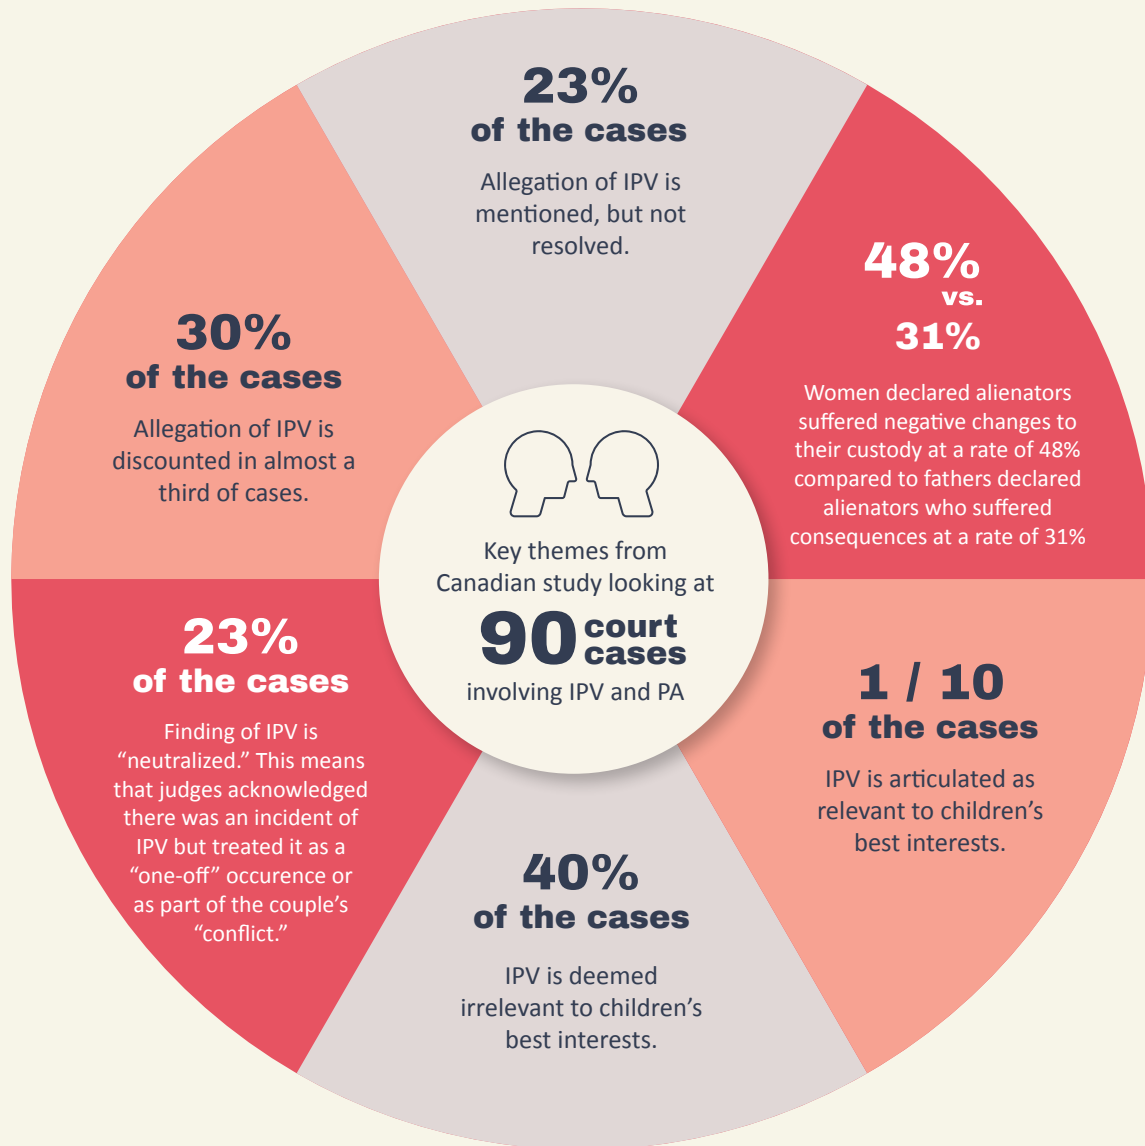 23%
of the cases
Allegation of IPV is
mentioned, but not
resolved.
48%
vs.
31%
Women declared alienators
suffered negative changes to
their custody at a rate of 48%
compared to fathers declared
alienators who suffered
consequences at a rate of 31%
30%
of the cases
Allegation of IPV is
discounted in almost a
third of cases.
Key themes from
Canadian study looking at
90 court
cases
involving IPV and PA
23%
of the cases
Finding of IPV is
“neutralized.” This means
that judges acknowledged
there was an incident of
IPV but treated it as a
“one-off” occurence or
as part of the couple’s
“conflict.”
1 / 10
of the cases
IPV is articulated as
relevant to children’s
best interests.
40%
of the cases
IPV is deemed
irrelevant to children’s
best interests.